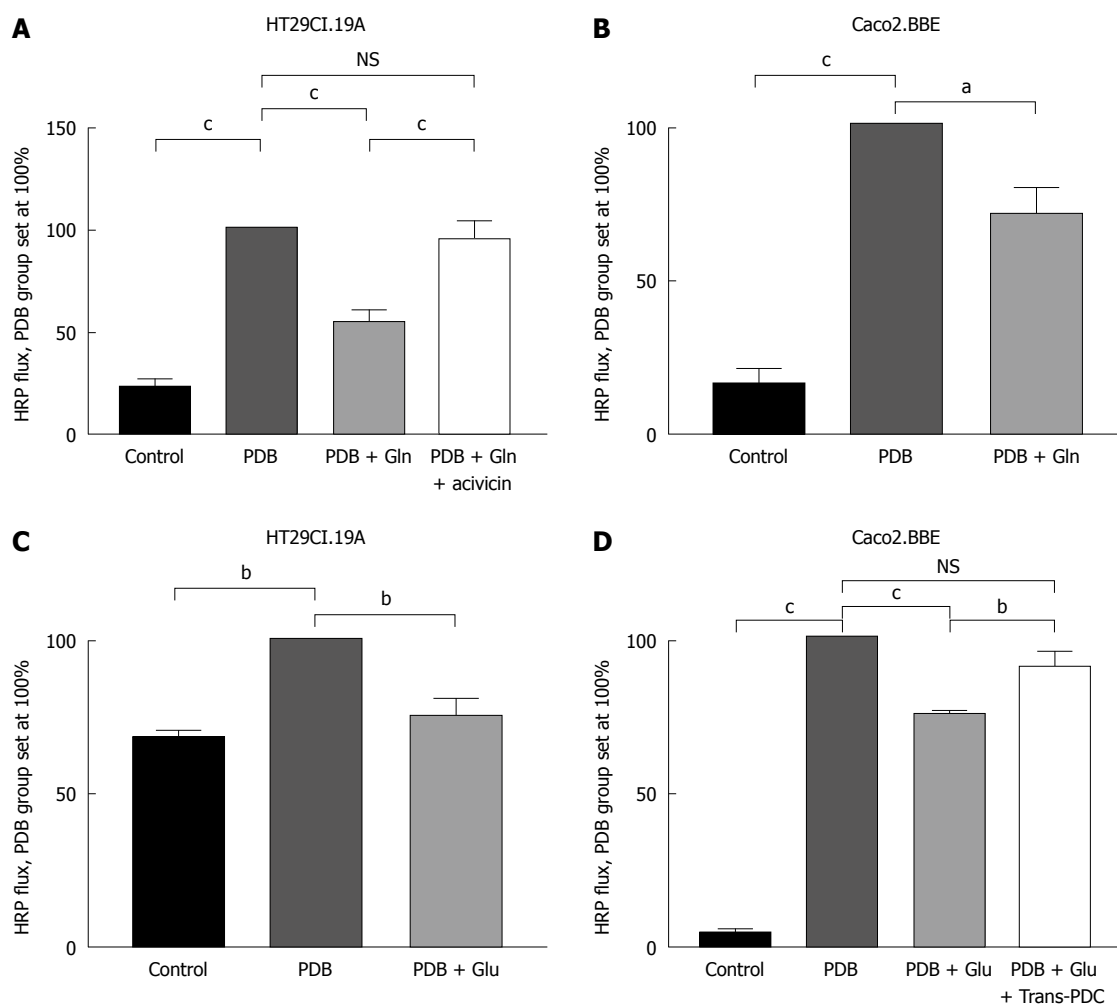 A
HT29CI.19A
NS
c
c
c
150
100
50
0
HRP flux, PDB group set at 100%
Control
PDB
PDB + Gln
PDB + Gln
+ acivicin
B
Caco2.BBE
c
a
100
50
0
HRP flux, PDB group set at 100%
Control
PDB
PDB + Gln
C
HT29CI.19A
b
b
100
50
0
HRP flux, PDB group set at 100%
Control
PDB
PDB + Glu
D
Caco2.BBE
NS
c
c
b
100
50
0
HRP flux, PDB group set at 100%
Control
PDB
PDB + Glu
PDB + Glu
+ Trans-PDC